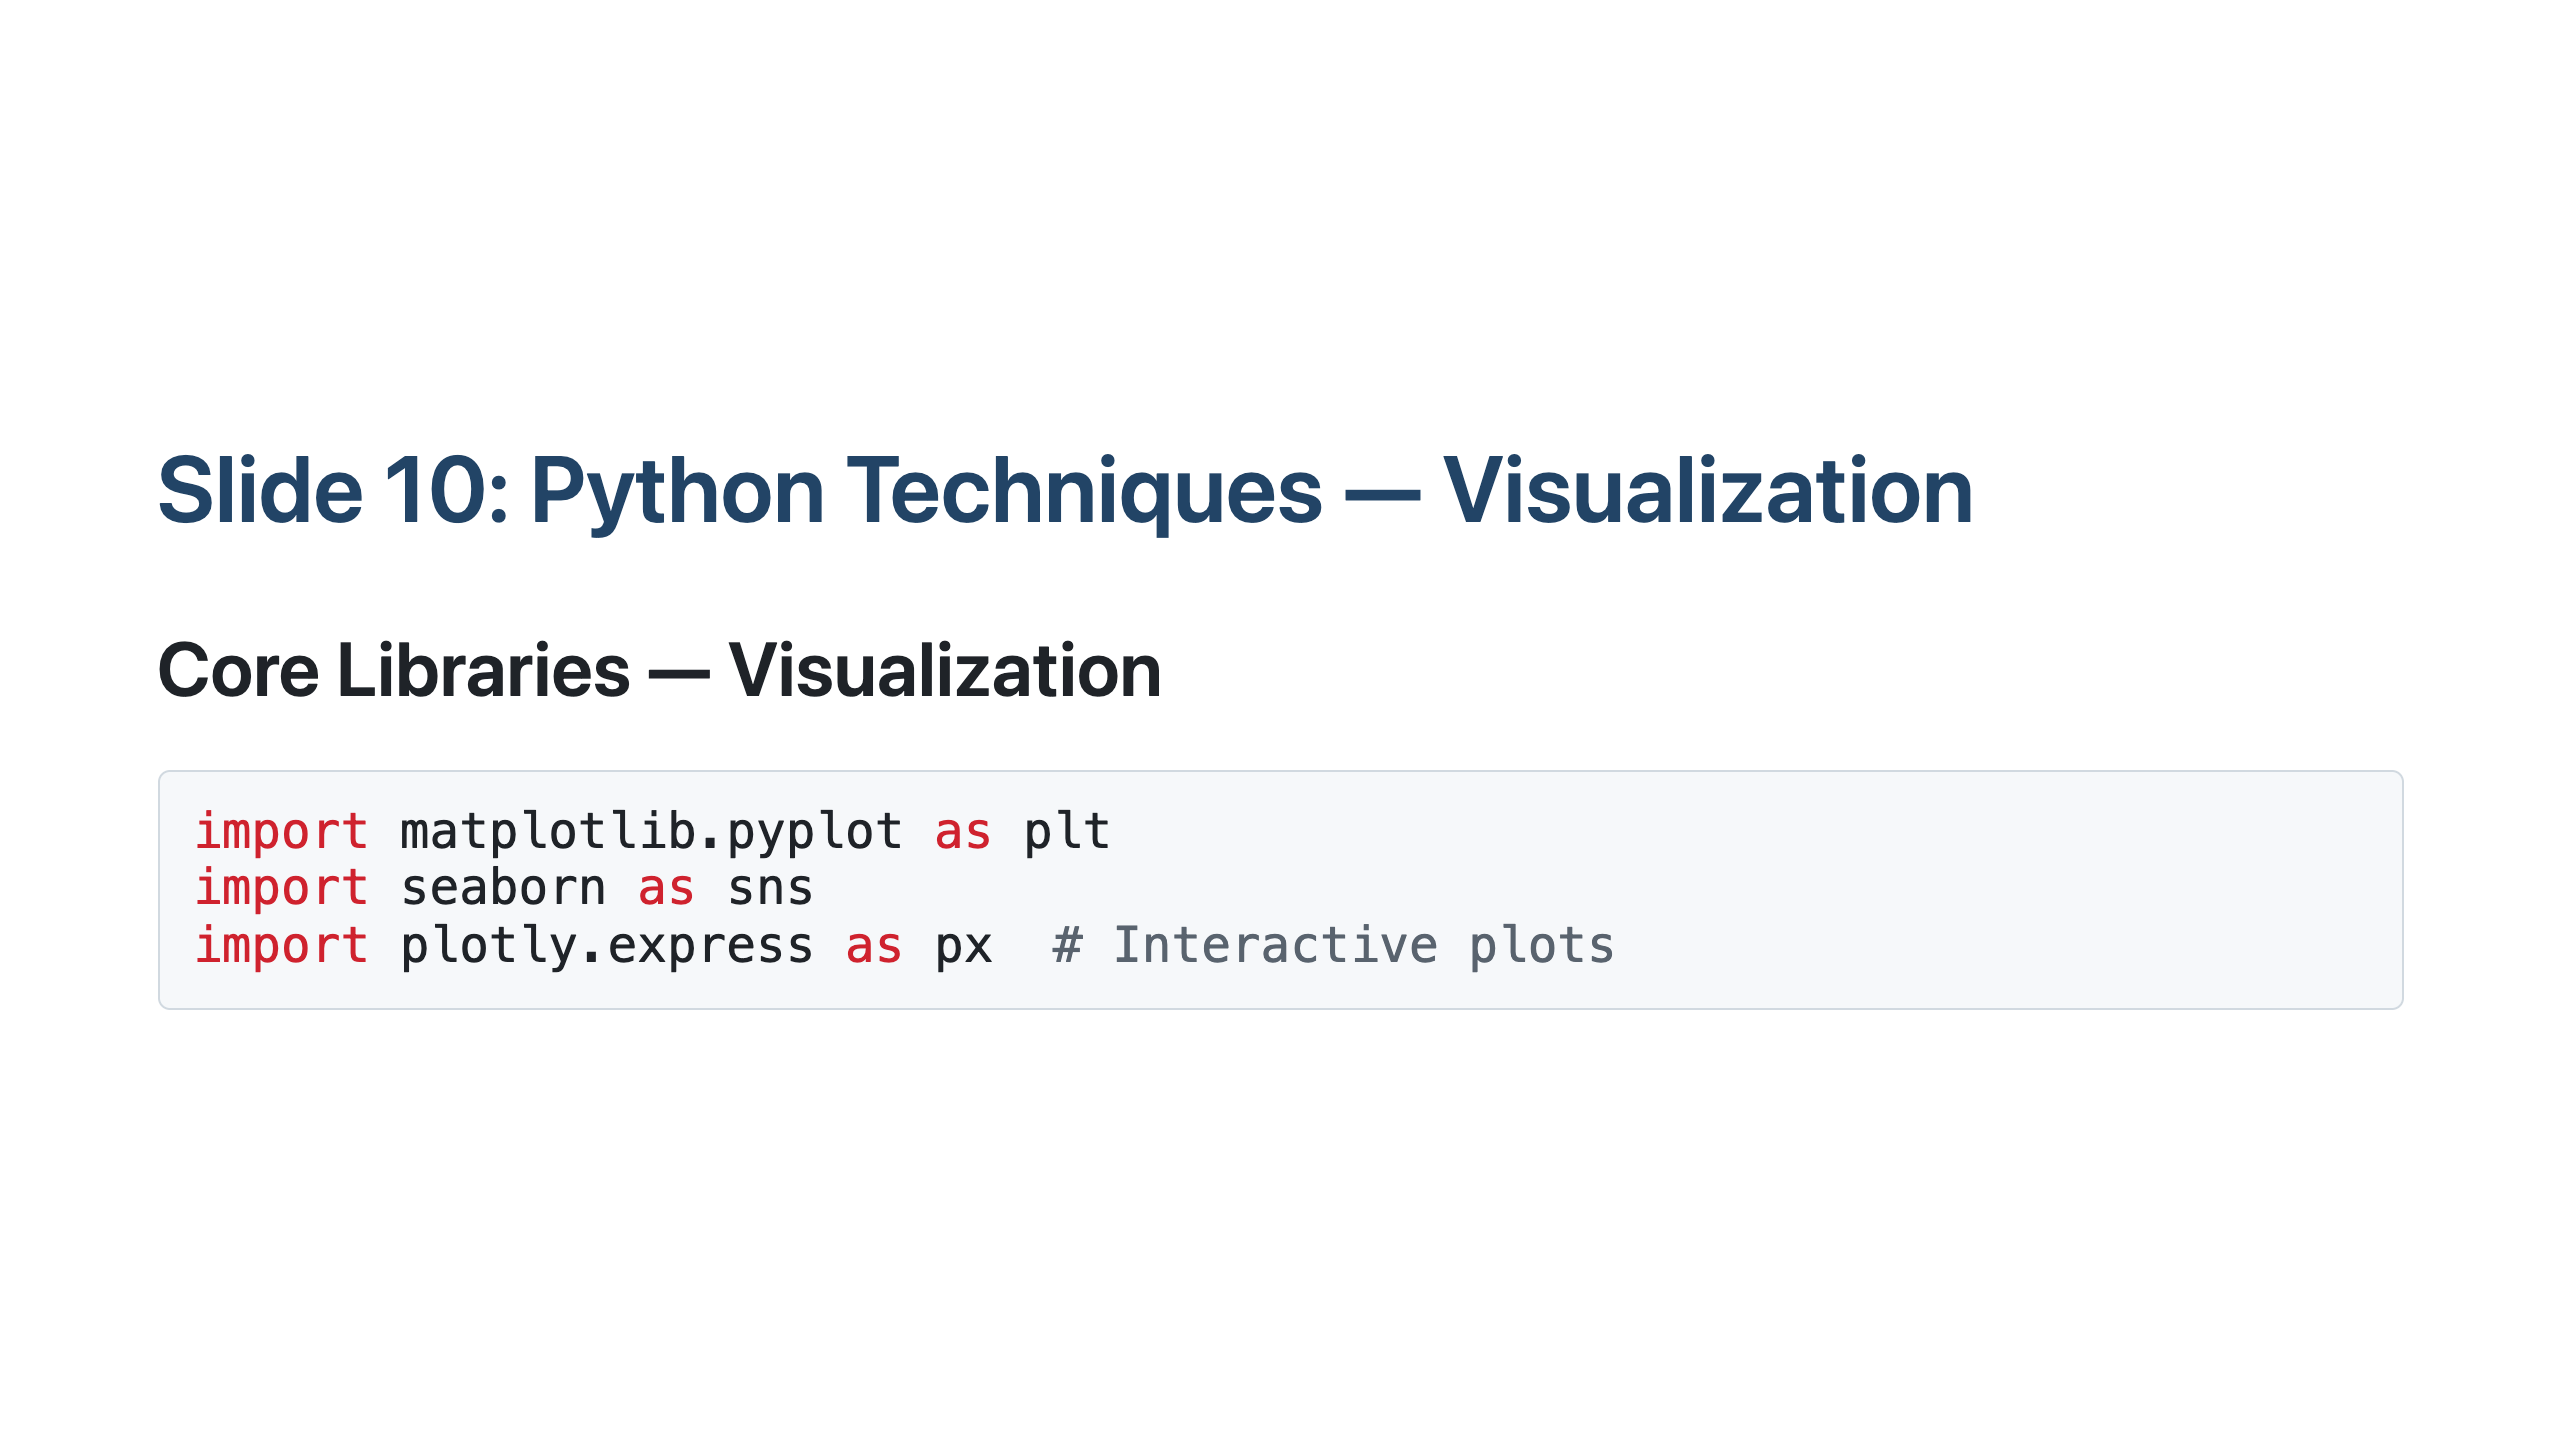 Slide 10: Python Techniques — Visualization
Core Libraries — Visualization
import matplotlib.pyplot as plt
import seaborn as sns
import plotly.express as px  # Interactive plots